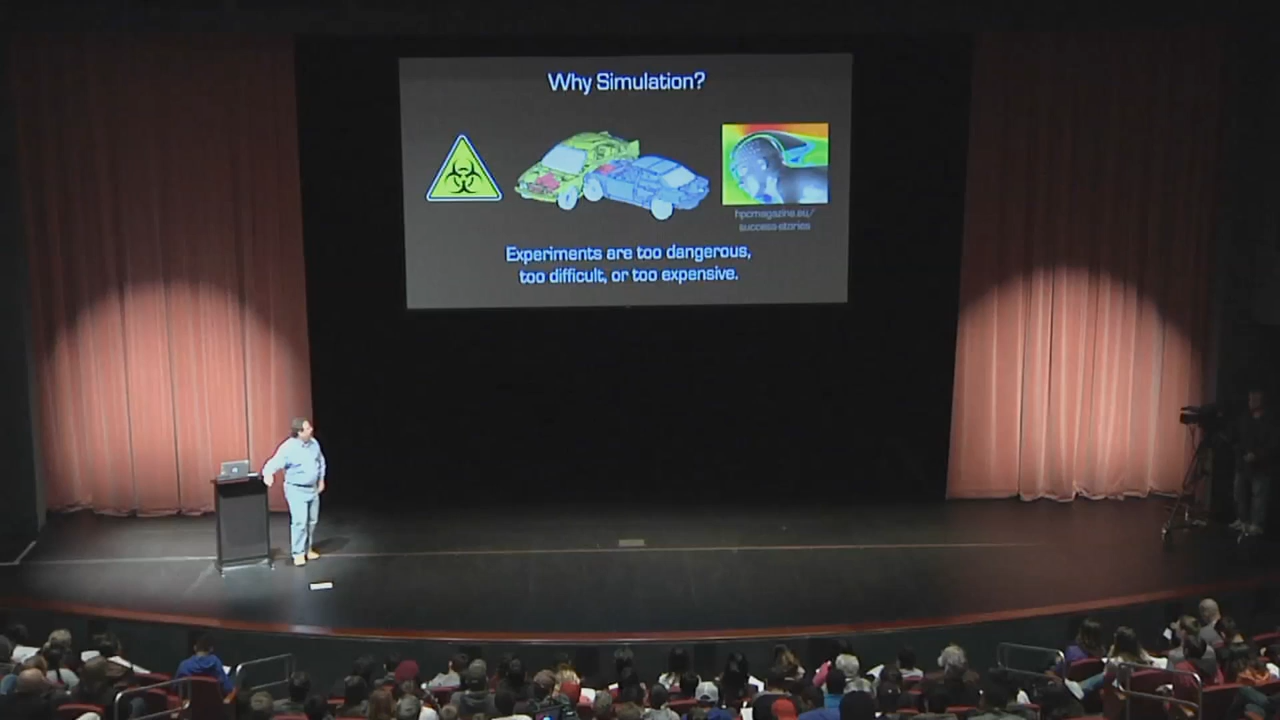 Why Simulation?
hpcmagazine.eu/
success-stories
Experiments are too dangerous,
too difficult, or too expensive.